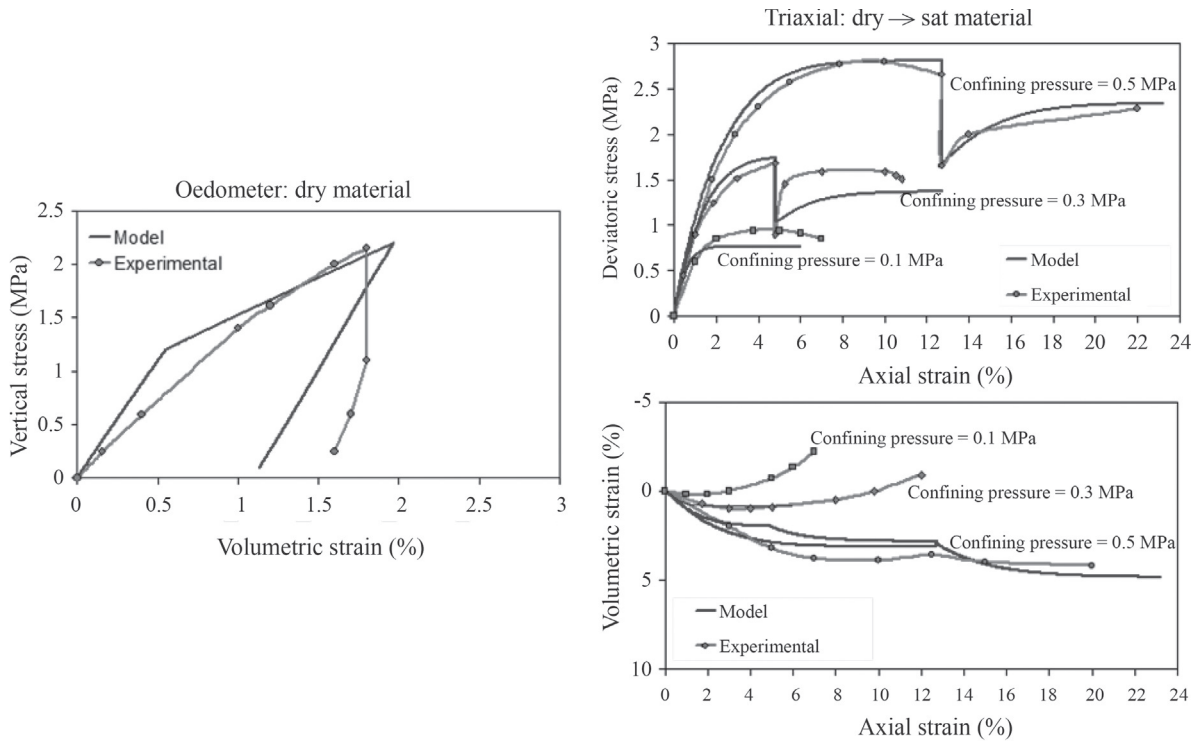 Oedometer: dry material
2.5
2
1.5
1
0.5
0
Vertical stress (MPa)
Model
Experimental
0 0.5 1 1.5 2 2.5 3
Volumetric strain (%)
Triaxial: dry → sat material
3
2.5
2
1.5
1
0.5
0
Deviatoric stress (MPa)
Confining pressure = 0.5 MPa
Confining pressure = 0.3 MPa
Confining pressure = 0.1 MPa
Model
Experimental
0 2 4 6 8 10 12 14 16 18 20 22 24
Axial strain (%)
-5
0
5
10
Volumetric strain (%)
Confining pressure = 0.1 MPa
Confining pressure = 0.3 MPa
Confining pressure = 0.5 MPa
Model
Experimental
0 2 4 6 8 10 12 14 16 18 20 22 24
Axial strain (%)